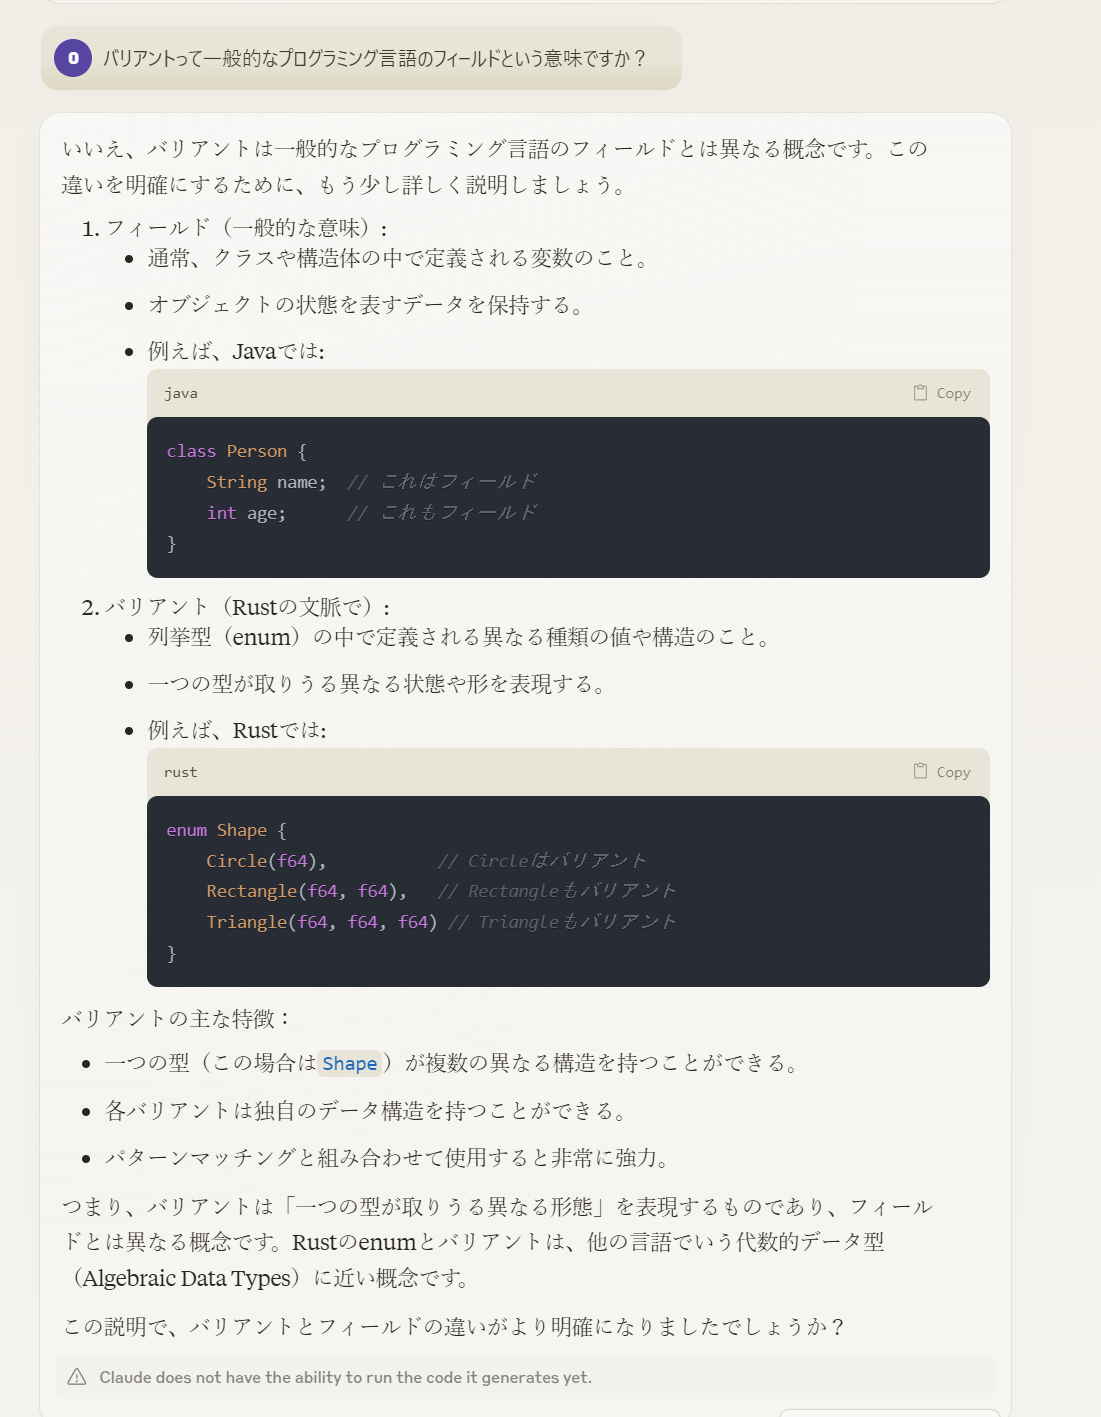 O バリアントって一般的なプログラミング言語のフィールドという意味ですか？
いいえ、バリアントは一般的なプログラミング言語のフィールドとは異なる概念です。この
違いを明確にするために、もう少し詳しく説明しましょう。
1. フィールド（一般的な意味）:
• 通常、クラスや構造体の中で定義される変数のこと。
• オブジェクトの状態を表すデータを保持する。
• 例えば、Javaでは:
java Copy
class Person {
    String name;  // これはフィールド
    int age;      // これもフィールド
}
2. バリアント（Rustの文脈で）:
• 列挙型（enum）の中で定義される異なる種類の値や構造のこと。
• 一つの型が取りうる異なる状態や形を表現する。
• 例えば、Rustでは:
rust Copy
enum Shape {
    Circle(f64),           // Circleはバリアント
    Rectangle(f64, f64),   // Rectangleもバリアント
    Triangle(f64, f64, f64) // Triangleもバリアント
}
バリアントの主な特徴：
• 一つの型（この場合はShape）が複数の異なる構造を持つことができる。
• 各バリアントは独自のデータ構造を持つことができる。
• パターンマッチングと組み合わせて使用すると非常に強力。
つまり、バリアントは「一つの型が取りうる異なる形態」を表現するものであり、フィール
ドとは異なる概念です。Rustのenumとバリアントは、他の言語でいう代数的データ型
（Algebraic Data Types）に近い概念です。
この説明で、バリアントとフィールドの違いがより明確になりましたでしょうか？
Claude does not have the ability to run the code it generates yet.